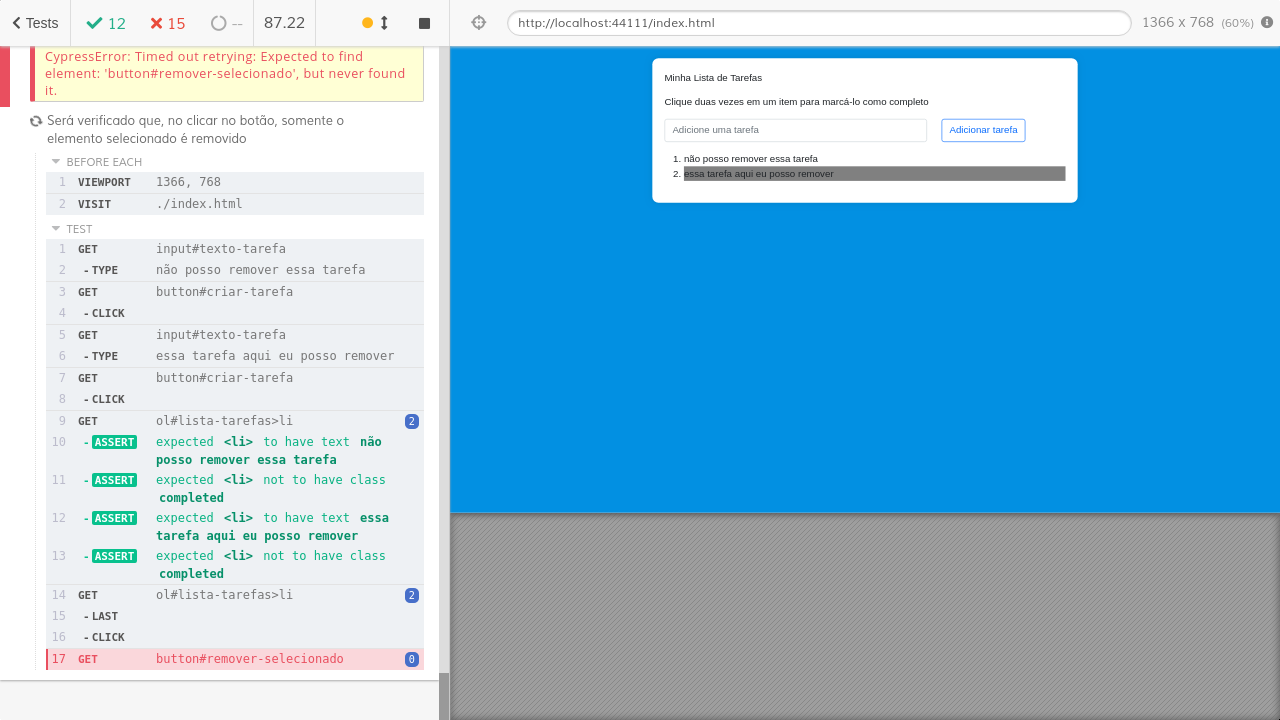 Tests
12
15
--
87.22
http://localhost:44111/index.html
1366 x 768 (60%)
CypressError: Timed out retrying: Expected to find
element: 'button#remover-selecionado', but never found
it.
Será verificado que, no clicar no botão, somente o
elemento selecionado é removido
BEFORE EACH
1 VIEWPORT 1366, 768
2 VISIT ./index.html
TEST
1 GET input#texto-tarefa
2 -TYPE não posso remover essa tarefa
3 GET button#criar-tarefa
4 -CLICK
5 GET input#texto-tarefa
6 -TYPE essa tarefa aqui eu posso remover
7 GET button#criar-tarefa
8 -CLICK
9 GET ol#lista-tarefas>li 2
10 -ASSERT expected <li> to have text não
posso remover essa tarefa
11 -ASSERT expected <li> not to have class
completed
12 -ASSERT expected <li> to have text essa
tarefa aqui eu posso remover
13 -ASSERT expected <li> not to have class
completed
14 GET ol#lista-tarefas>li 2
15 -LAST
16 -CLICK
17 GET button#remover-selecionado 0
Minha Lista de Tarefas
Clique duas vezes em um item para marcá-lo como completo
Adicione uma tarefa
Adicionar tarefa
1. não posso remover essa tarefa
2. essa tarefa aqui eu posso remover